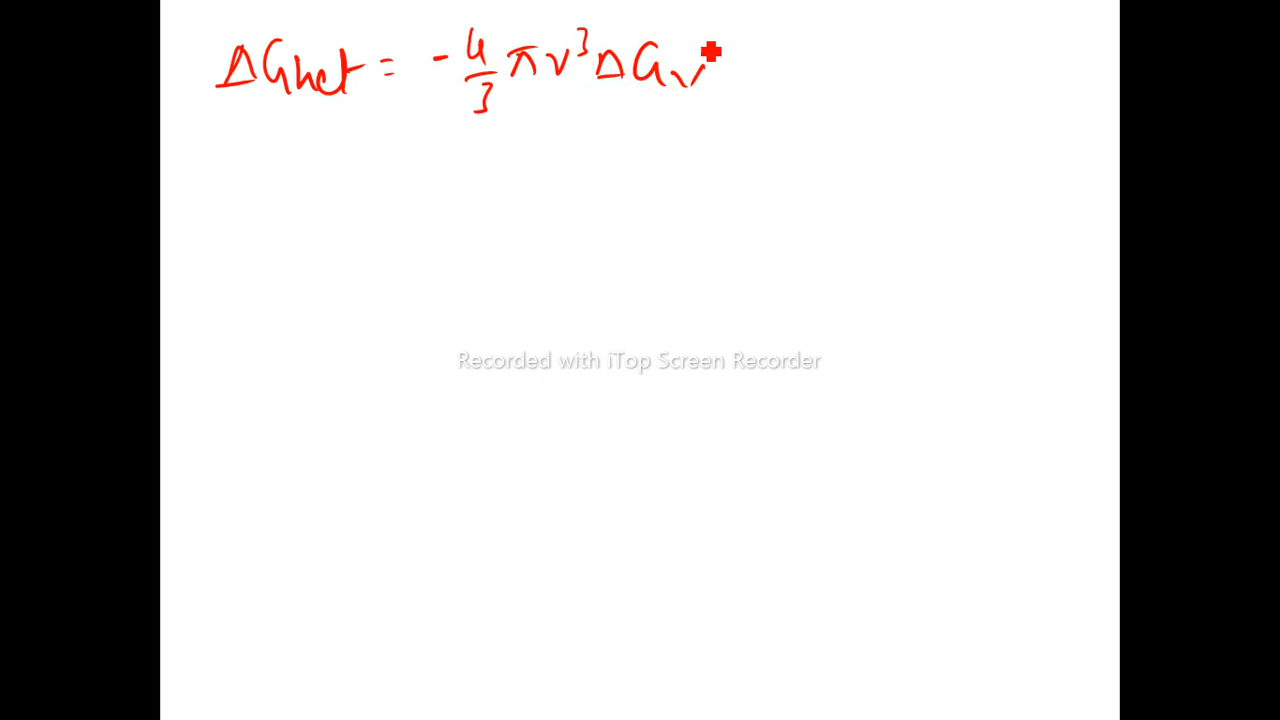 ΔGhet = -4/3 πr³ΔGv
Recorded with iTop Screen Recorder